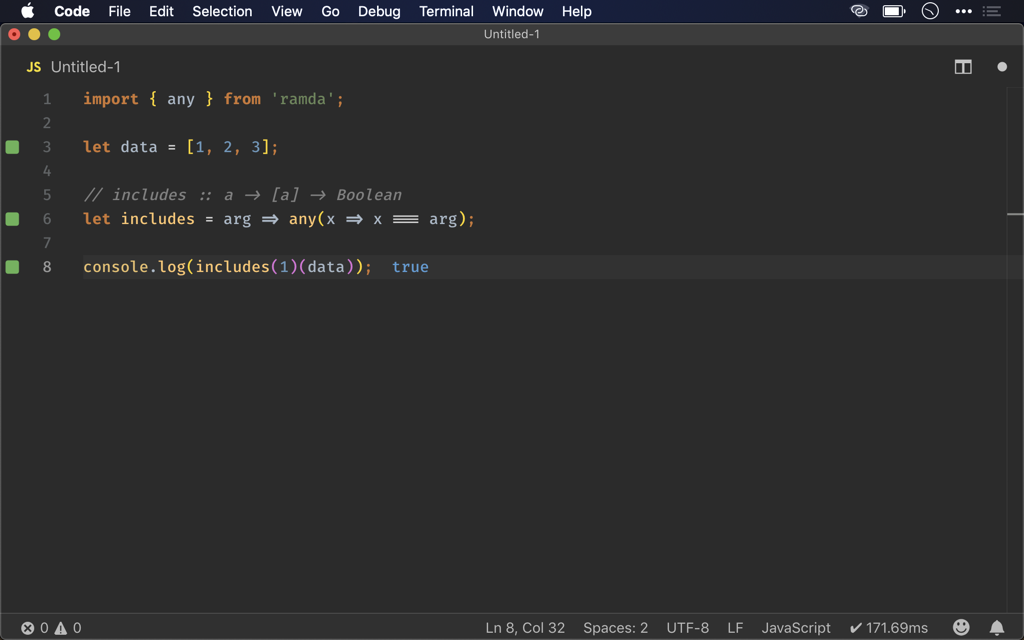 Code File Edit Selection View Go Debug Terminal Window Help
Untitled-1
JS Untitled-1
1 import { any } from 'ramda';
2
3 let data = [1, 2, 3];
4
5 // includes :: a -> [a] -> Boolean
6 let includes = arg => any(x => x === arg);
7
8 console.log(includes(1)(data)); true
0 0 Ln 8, Col 32 Spaces: 2 UTF-8 LF JavaScript ✔ 171.69ms